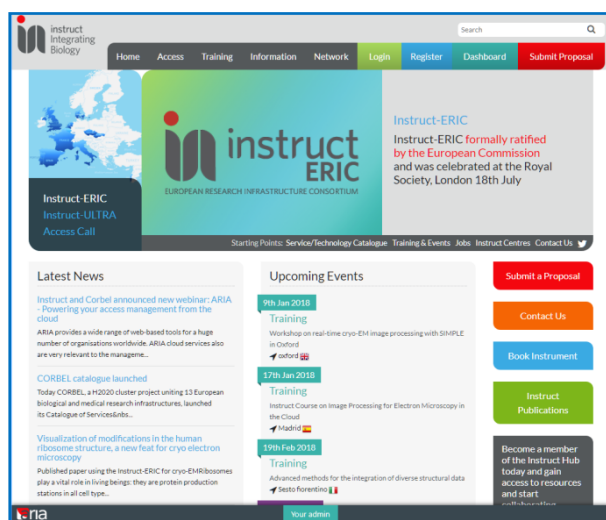 instruct
Integrating
Biology
Search
Home Access Training Information Network Login Register Dashboard Submit Proposal
Instruct-ERIC
Instruct-ULTRA
Access Call
instruct
ERIC
EUROPEAN RESEARCH INFRASTRUCTURE CONSORTIUM
Instruct-ERIC
Instruct-ERIC formally ratified
by the European Commission
and was celebrated at the Royal
Society, London 18th July
Starting Points: Service/Technology Catalogue Training & Events Jobs Instruct Centres Contact Us
Latest News
Instruct and Corbel announced new webinar: ARIA
- Powering your access management from the
cloud
ARIA provides a wide range of web-based tools for a huge
number of organisations worldwide. ARIA cloud services also
are very relevant to the manageme...
CORBEL catalogue launched
Today CORBEL, a H2020 cluster project uniting 13 European
biological and medical research infrastructures, launched
its Catalogue of Services&nbs...
Visualization of modifications in the human
ribosome structure, a new feat for cryo electron
microscopy
Published paper using the Instruct-ERIC for cryo-EMRibosomes
play a vital role in living beings: they are protein production
stations in all cell type...
Upcoming Events
9th Jan 2018
Training
Workshop on real-time cryo-EM image processing with SIMPLE
in Oxford
oxford
17th Jan 2018
Training
Instruct Course on Image Processing for Electron Microscopy in
the Cloud
Madrid
19th Feb 2018
Training
Advanced methods for the integration of diverse structural data
Sesto fiorentino
Submit a Proposal
Contact Us
Book Instrument
Instruct
Publications
Become a member
of the Instruct Hub
today and gain
access to resources
and start
collaborating
aria
Your admin